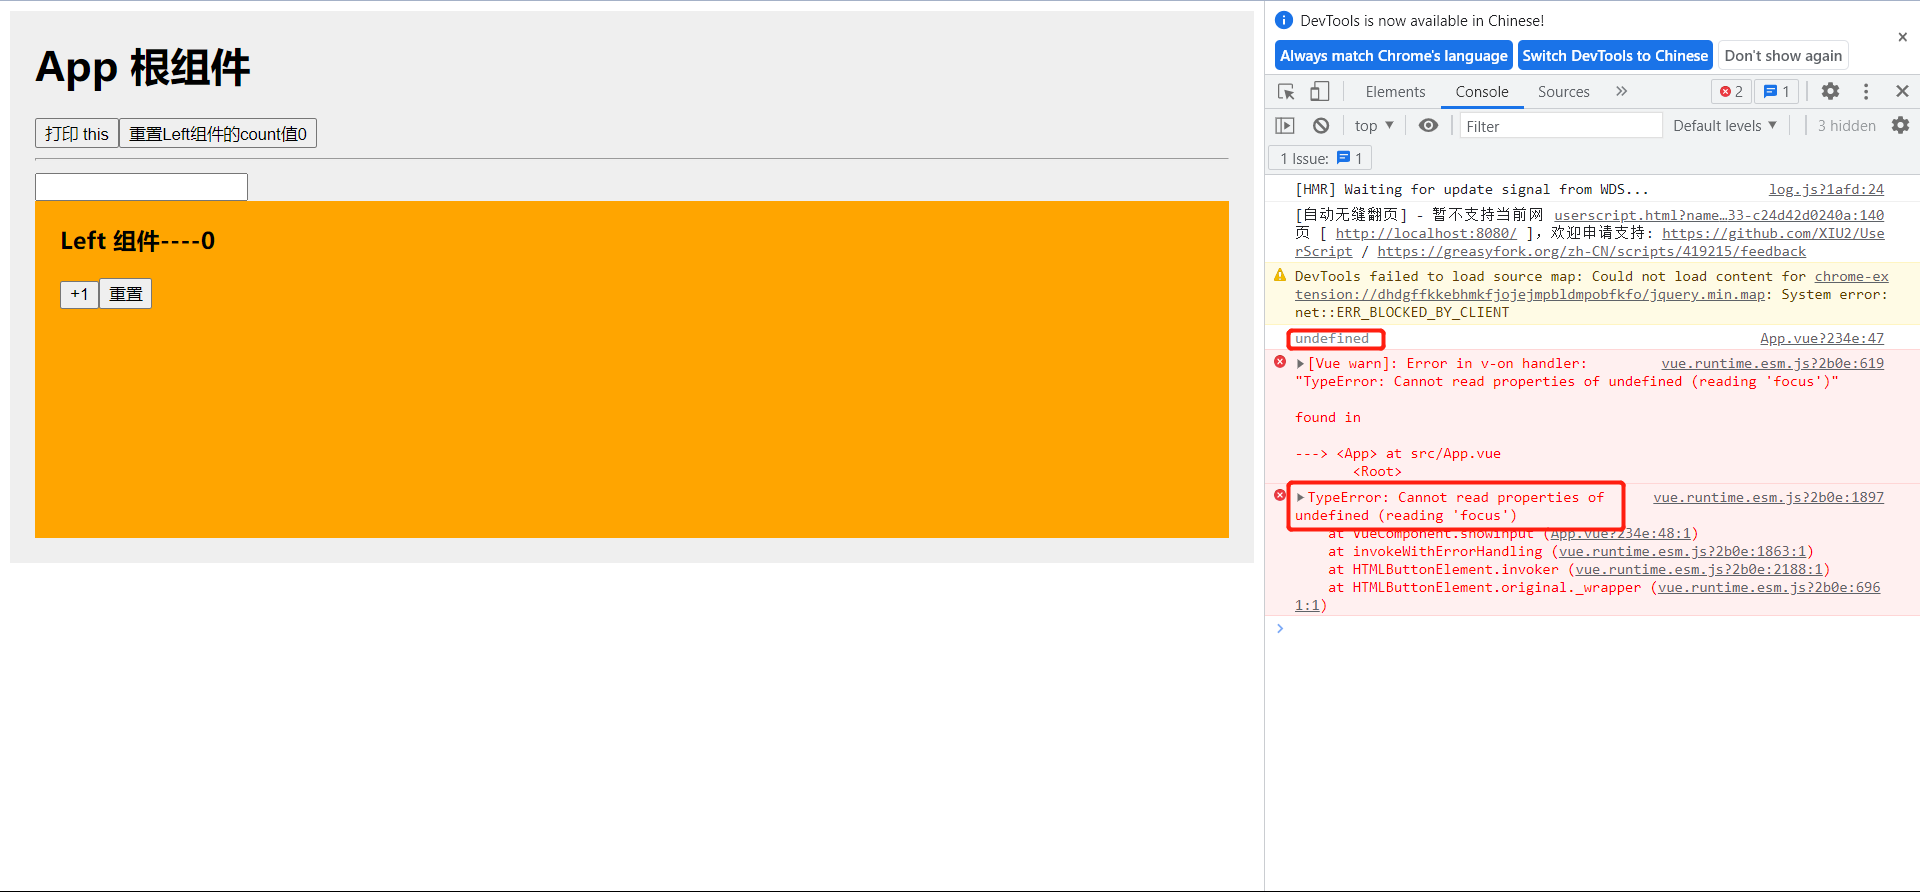 App 根组件
打印 this 重置Left组件的count值0
Left 组件----0
+1 重置
DevTools is now available in Chinese!
Always match Chrome's language Switch DevTools to Chinese Don't show again
Elements Console Sources 2 1
top Filter Default levels 3 hidden
1 Issue: 1
[HMR] Waiting for update signal from WDS... log.js?1afd:24
[自动无缝翻页] - 暂不支持当前网 userscript.html?name…33-c24d42d0240a:140
页 [ http://localhost:8080/ ]，欢迎申请支持: https://github.com/XIU2/Use
rScript / https://greasyfork.org/zh-CN/scripts/419215/feedback
DevTools failed to load source map: Could not load content for chrome-ex
tension://dhdgffkkebhmkfjojejmpbldmpobfkfo/jquery.min.map: System error:
net::ERR_BLOCKED_BY_CLIENT
undefined App.vue?234e:47
[Vue warn]: Error in v-on handler: vue.runtime.esm.js?2b0e:619
"TypeError: Cannot read properties of undefined (reading 'focus')"
found in
---> <App> at src/App.vue
<Root>
TypeError: Cannot read properties of vue.runtime.esm.js?2b0e:1897
undefined (reading 'focus')
at VueComponent.showInput (App.vue?234e:48:1)
at invokeWithErrorHandling (vue.runtime.esm.js?2b0e:1863:1)
at HTMLButtonElement.invoker (vue.runtime.esm.js?2b0e:2188:1)
at HTMLButtonElement.original._wrapper (vue.runtime.esm.js?2b0e:696
1:1)